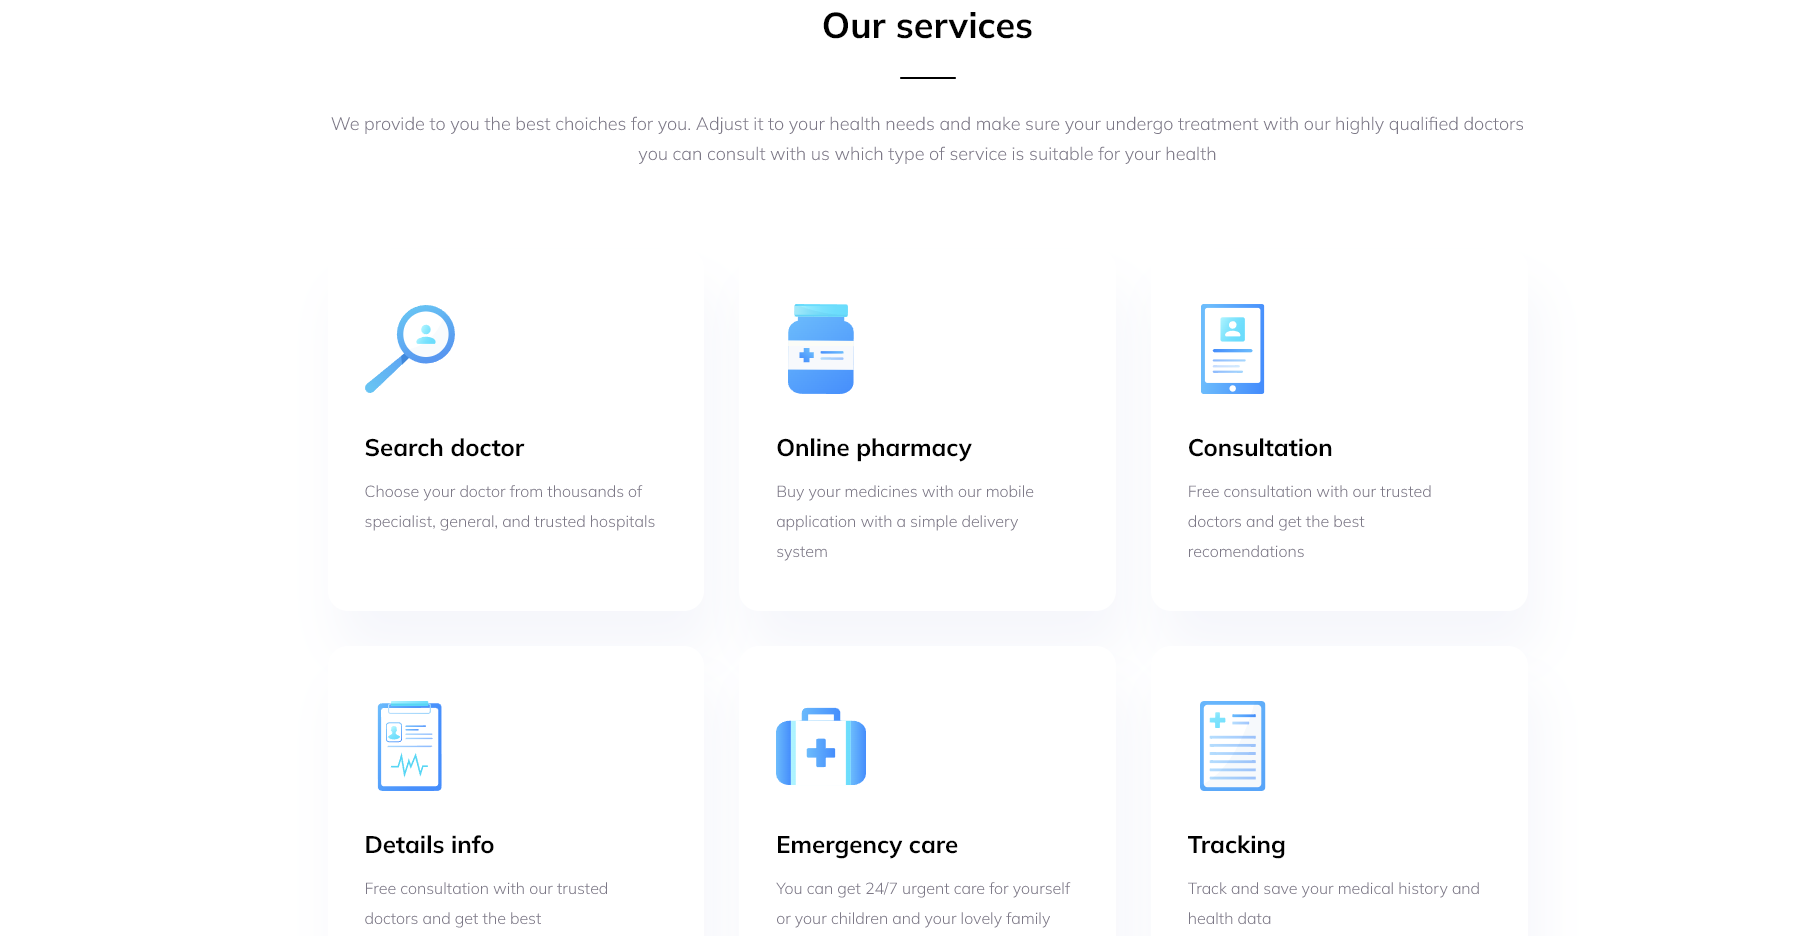 Our services
We provide to you the best choiches for you. Adjust it to your health needs and make sure your undergo treatment with our highly qualified doctors
you can consult with us which type of service is suitable for your health
Search doctor
Choose your doctor from thousands of
specialist, general, and trusted hospitals
Online pharmacy
Buy your medicines with our mobile
application with a simple delivery
system
Consultation
Free consultation with our trusted
doctors and get the best
recomendations
Details info
Free consultation with our trusted
doctors and get the best
Emergency care
You can get 24/7 urgent care for yourself
or your children and your lovely family
Tracking
Track and save your medical history and
health data